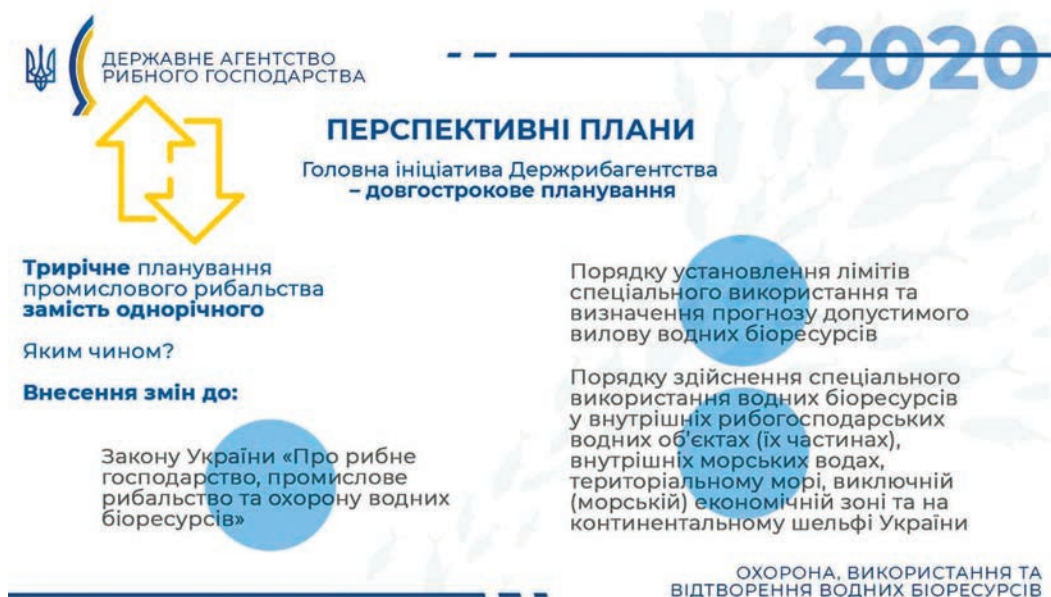 ДЕРЖАВНЕ АГЕНТСТВО
РИБНОГО ГОСПОДАРСТВА
2020
ПЕРСПЕКТИВНІ ПЛАНИ
Головна ініціатива Держрибагентства
– довгострокове планування
Трирічне планування
промислового рибальства
замість однорічного
Яким чином?
Внесення змін до:
Закону України «Про рибне
господарство, промислове
рибальство та охорону водних
біоресурсів»
Порядку установлення лімітів
спеціального використання та
визначення прогнозу допустимого
вилову водних біоресурсів
Порядку здійснення спеціального
використання водних біоресурсів
у внутрішніх рибогосподарських
водних об'єктах (їх частинах),
внутрішніх морських водах,
територіальному морі, виключній
(морській) економічній зоні та на
континентальному шельфі України
ОХОРОНА, ВИКОРИСТАННЯ ТА
ВІДТВОРЕННЯ ВОДНИХ БІОРЕСУРСІВ